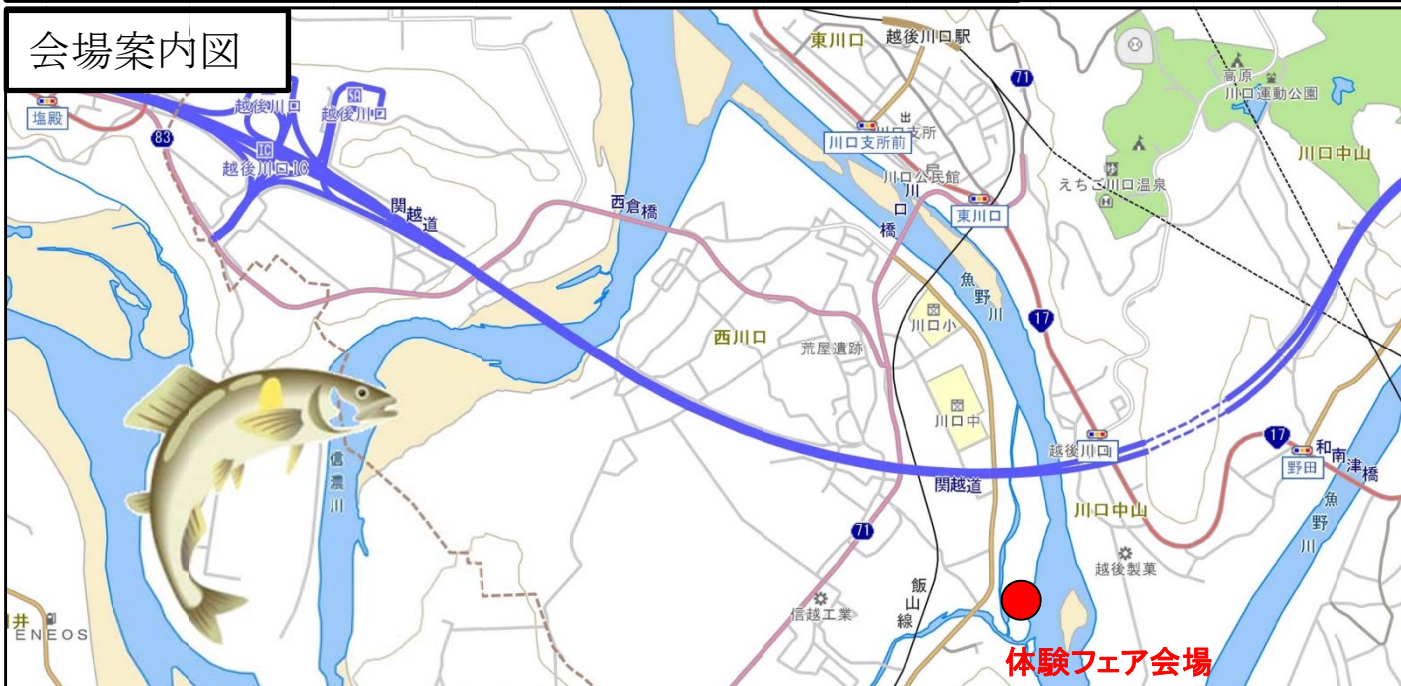 会場案内図
東川口
越後川口駅
71
高原
川口運動公園
塩殿
越後川口
SA
越後川口
83
IC
越後川口IC
川口支所前
川口支所
川口公民館
川口中山
えちご川口温泉
H
関越道
西倉橋
川口橋
東川口
魚野川
17
川口小
西川口
荒屋遺跡
川口中
越後川口
17
和南津橋
野田
信濃川
関越道
川口中山
魚野川
71
越後製菓
飯山線
信越工業
井
ENEOS
体験フェア会場